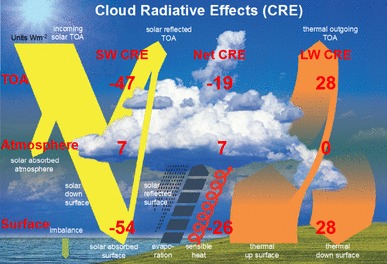 Cloud Radiative Effects (CRE)
Units Wm-2
incoming
solar TOA
solar reflected
TOA
thermal outgoing
TOA
SW CRE
Net CRE
LW CRE
TOA
-47
-19
28
Atmosphere
7
7
0
solar absorbed
atmosphere
solar
down
surface
solar
reflected
surface
Surface
-54
-26
28
imbalance
solar absorbed
surface
evapo-
ration
sensible
heat
thermal
up surface
thermal
down surface